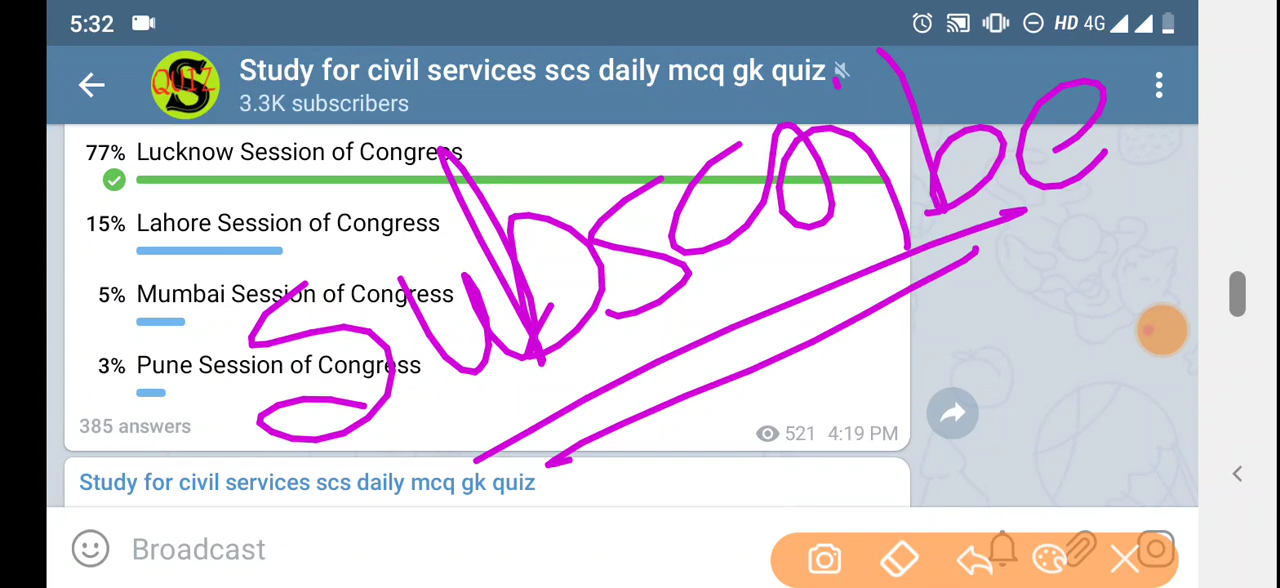 5:32 HD 4G
Study for civil services scs daily mcq gk quiz
QUIZ S
3.3K subscribers
77% Lucknow Session of Congress
15% Lahore Session of Congress
5% Mumbai Session of Congress
3% Pune Session of Congress
subscribe
385 answers 521 4:19 PM
Study for civil services scs daily mcq gk quiz
Broadcast